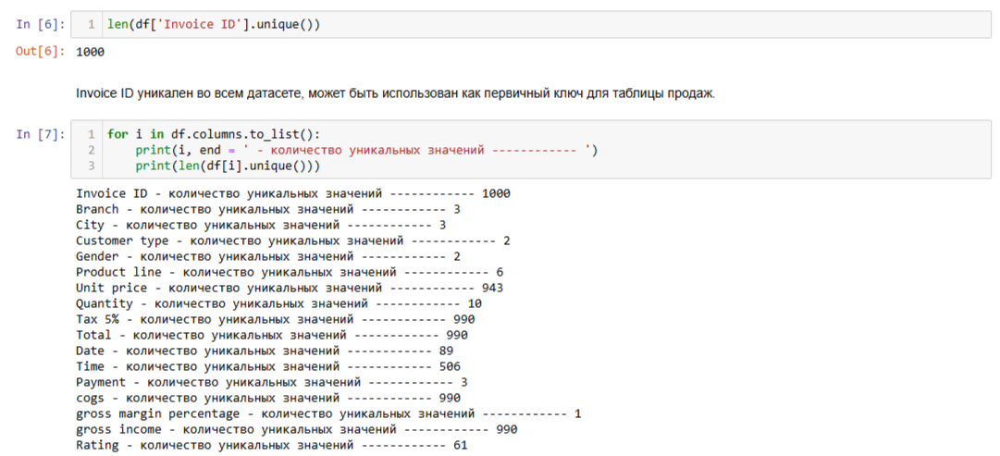 In [6]: 1 len(df['Invoice ID'].unique())
Out[6]: 1000
Invoice ID уникален во всем датасете, может быть использован как первичный ключ для таблицы продаж.
In [7]: 1 for i in df.columns.to_list():
2     print(i, end = ' - количество уникальных значений ------------ ')
3     print(len(df[i].unique()))
Invoice ID - количество уникальных значений ------------ 1000
Branch - количество уникальных значений ------------ 3
City - количество уникальных значений ------------ 3
Customer type - количество уникальных значений ------------ 2
Gender - количество уникальных значений ------------ 2
Product line - количество уникальных значений ------------ 6
Unit price - количество уникальных значений ------------ 943
Quantity - количество уникальных значений ------------ 10
Tax 5% - количество уникальных значений ------------ 990
Total - количество уникальных значений ------------ 990
Date - количество уникальных значений ------------ 89
Time - количество уникальных значений ------------ 506
Payment - количество уникальных значений ------------ 3
cogs - количество уникальных значений ------------ 990
gross margin percentage - количество уникальных значений ------------ 1
gross income - количество уникальных значений ------------ 990
Rating - количество уникальных значений ------------ 61